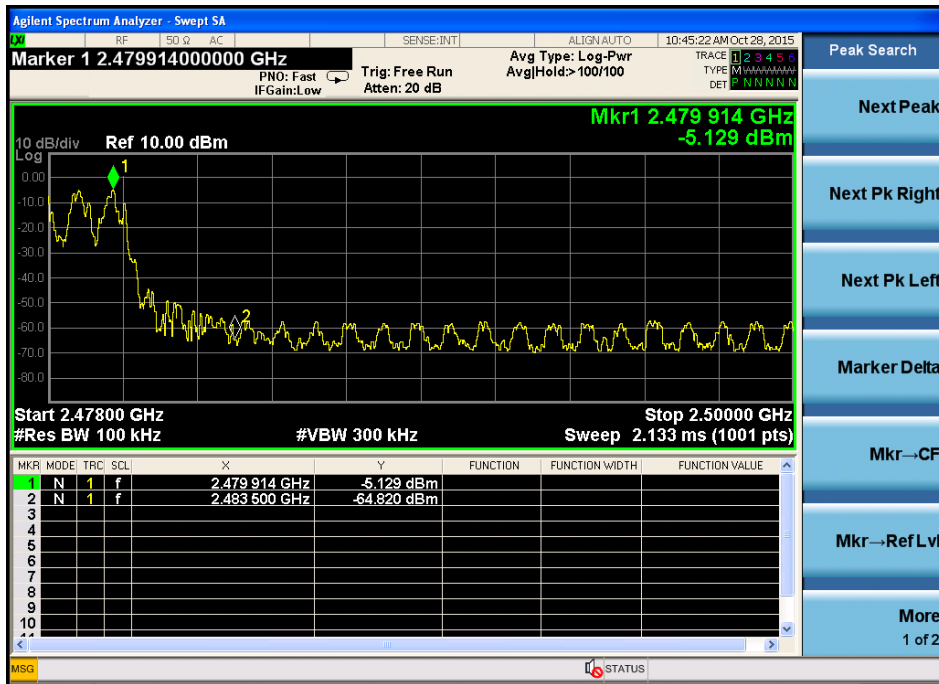 Agilent Spectrum Analyzer - Swept SA
LXI RF 50 Ω AC SENSE:INT ALIGN AUTO 10:45:22 AM Oct 28, 2015
Marker 1 2.479914000000 GHz
PNO: Fast
IFGain:Low
Trig: Free Run
Atten: 20 dB
Avg Type: Log-Pwr
Avg|Hold:>100/100
TRACE 1 2 3 4 5 6
TYPE M W W W W W
DET P N N N N N
Mkr1 2.479 914 GHz
-5.129 dBm
10 dB/div Ref 10.00 dBm
Log
1
0.00
-10.0
-20.0
-30.0
-40.0
-50.0
2
-60.0
-70.0
-80.0
Start 2.47800 GHz Stop 2.50000 GHz
#Res BW 100 kHz #VBW 300 kHz Sweep 2.133 ms (1001 pts)
MKR MODE TRC SCL X Y FUNCTION FUNCTION WIDTH FUNCTION VALUE
1 N 1 f 2.479 914 GHz -5.129 dBm
2 N 1 f 2.483 500 GHz -64.820 dBm
3
4
5
6
7
8
9
10
11
MSG STATUS
Peak Search
Next Peak
Next Pk Right
Next Pk Left
Marker Delta
Mkr→CF
Mkr→Ref Lvl
More
1 of 2